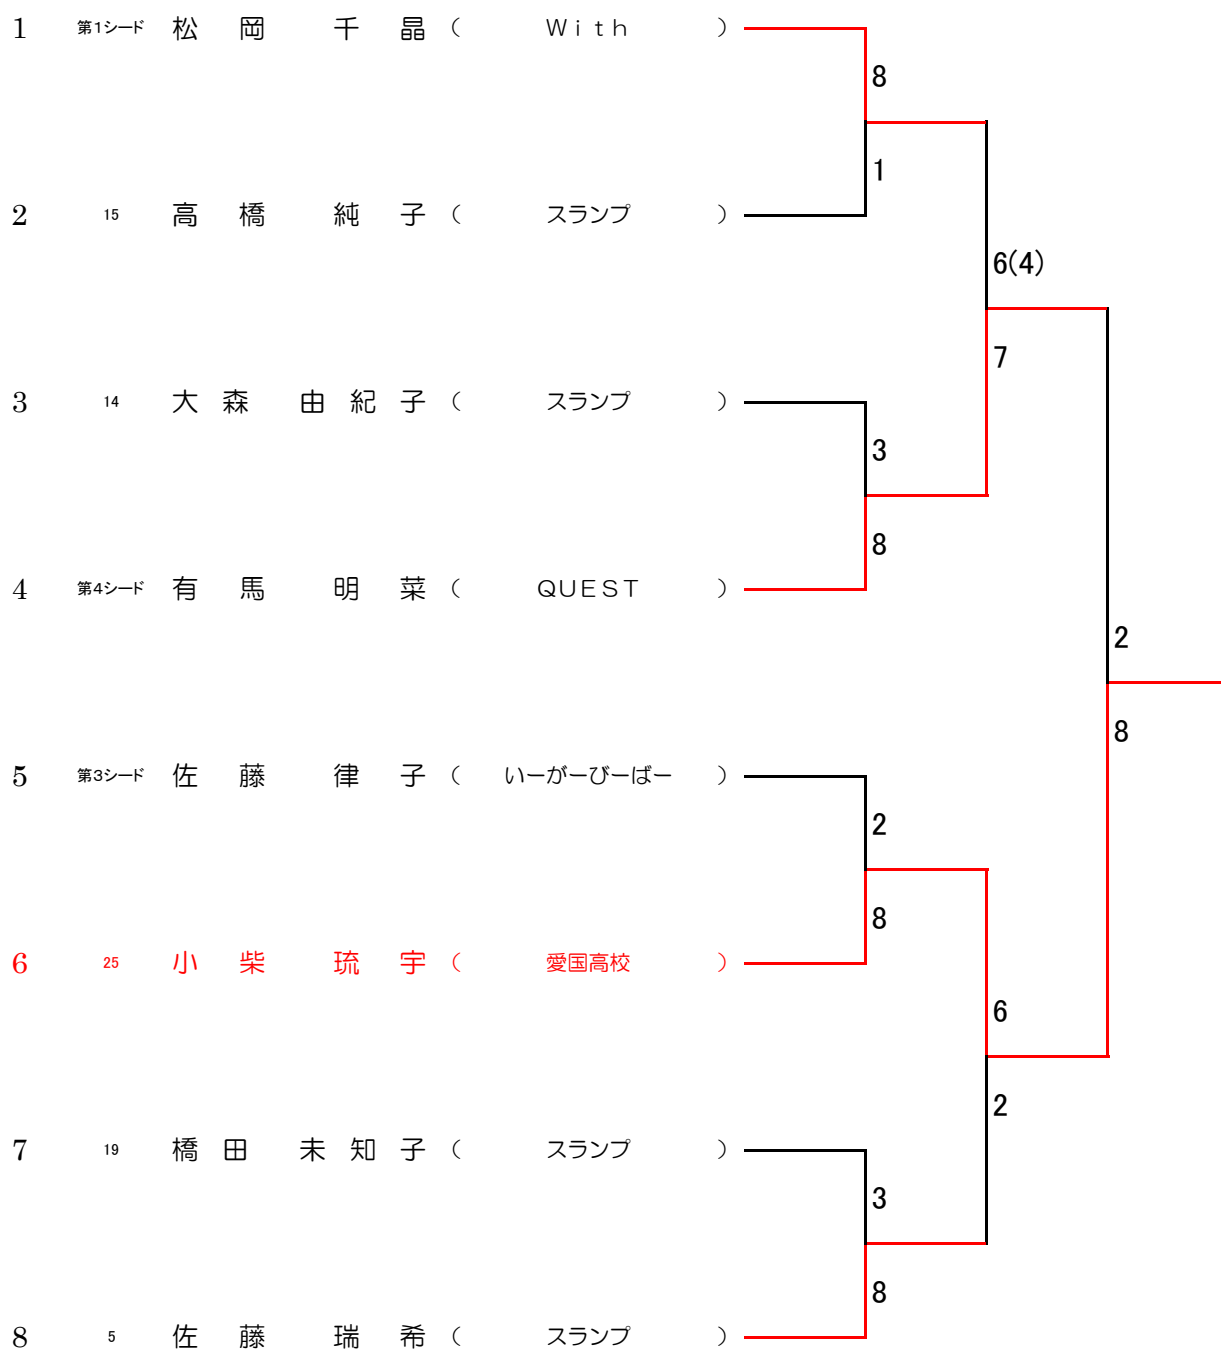 1 第1シード 松岡 千晶 ( Ｗｉｔｈ )
8
1
2 15 高橋 純子 ( スランプ )
6(4)
7
3 14 大森 由紀子 ( スランプ )
3
8
4 第4シード 有馬 明菜 ( ＱＵＥＳＴ )
2
8
5 第3シード 佐藤 律子 ( いーがーびーばー )
2
8
6 25 小柴 琉宇 ( 愛国高校 )
6
2
7 19 橋田 未知子 ( スランプ )
3
8
8 5 佐藤 瑞希 ( スランプ )